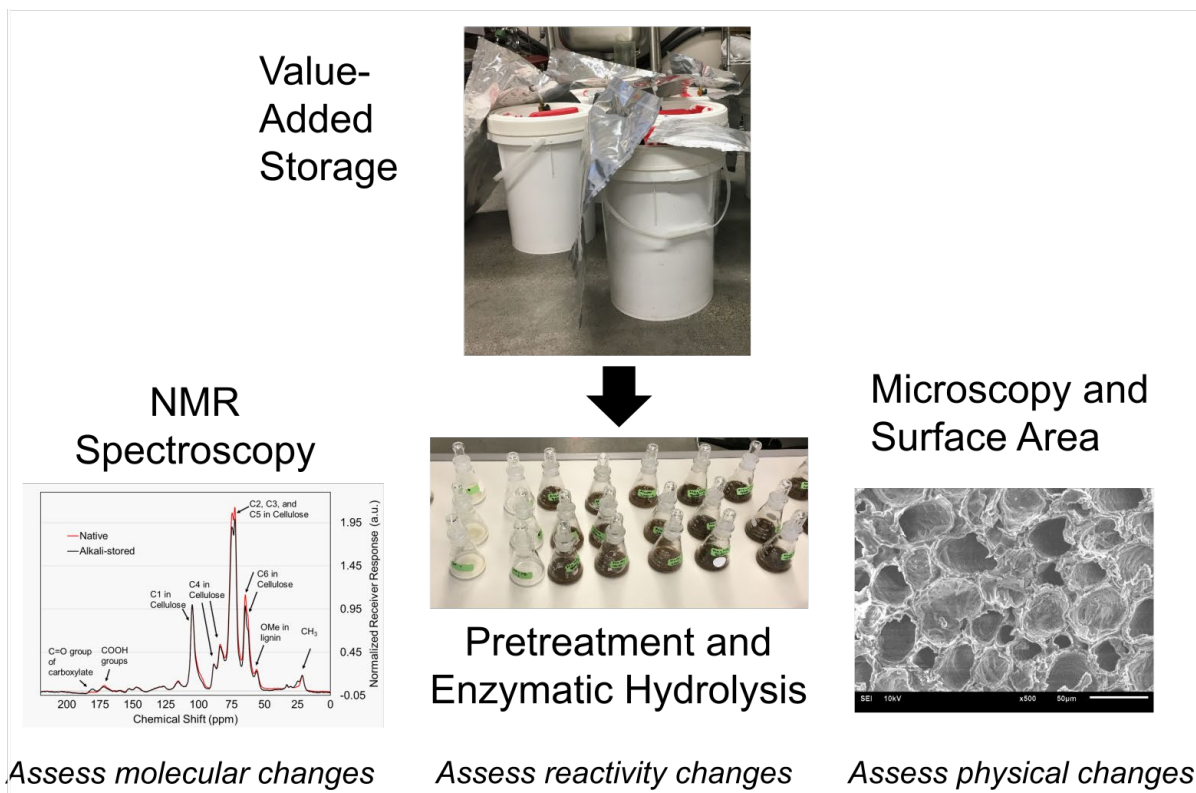 Value-
Added
Storage
NMR
Spectroscopy
Native
Alkali-stored
C2, C3, and
C5 in Cellulose
C6 in
Cellulose
C4 in
Cellulose
C1 in
Cellulose
OMe in
lignin
CH3
C=O group
of
carboxylate
COOH
groups
1.95
1.45
0.95
0.45
-0.05
Normalized Receiver Response (a.u.)
200 175 150 125 100 75 50 25 0
Chemical Shift (ppm)
Assess molecular changes
Pretreatment and
Enzymatic Hydrolysis
Assess reactivity changes
Microscopy and
Surface Area
SEI 10kV x500 50µm
Assess physical changes